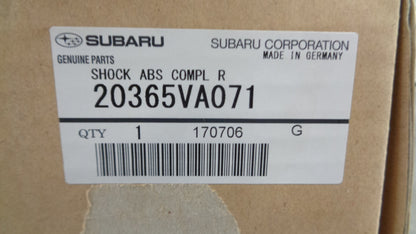 SUBARU SUBARU CORPORATION
GENUINE PARTS MADE IN GERMANY
SHOCK ABS COMPL R
20365VA071
QTY 1 170706 G